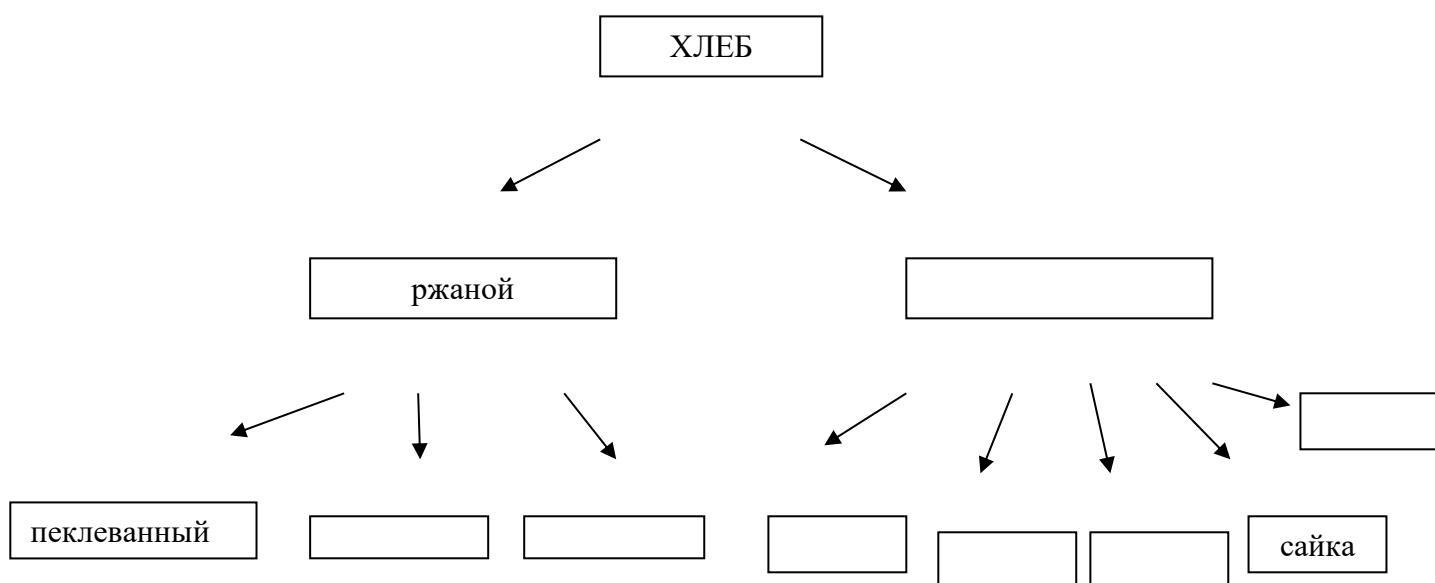 ХЛЕБ
ржаной
пеклеванный
сайка